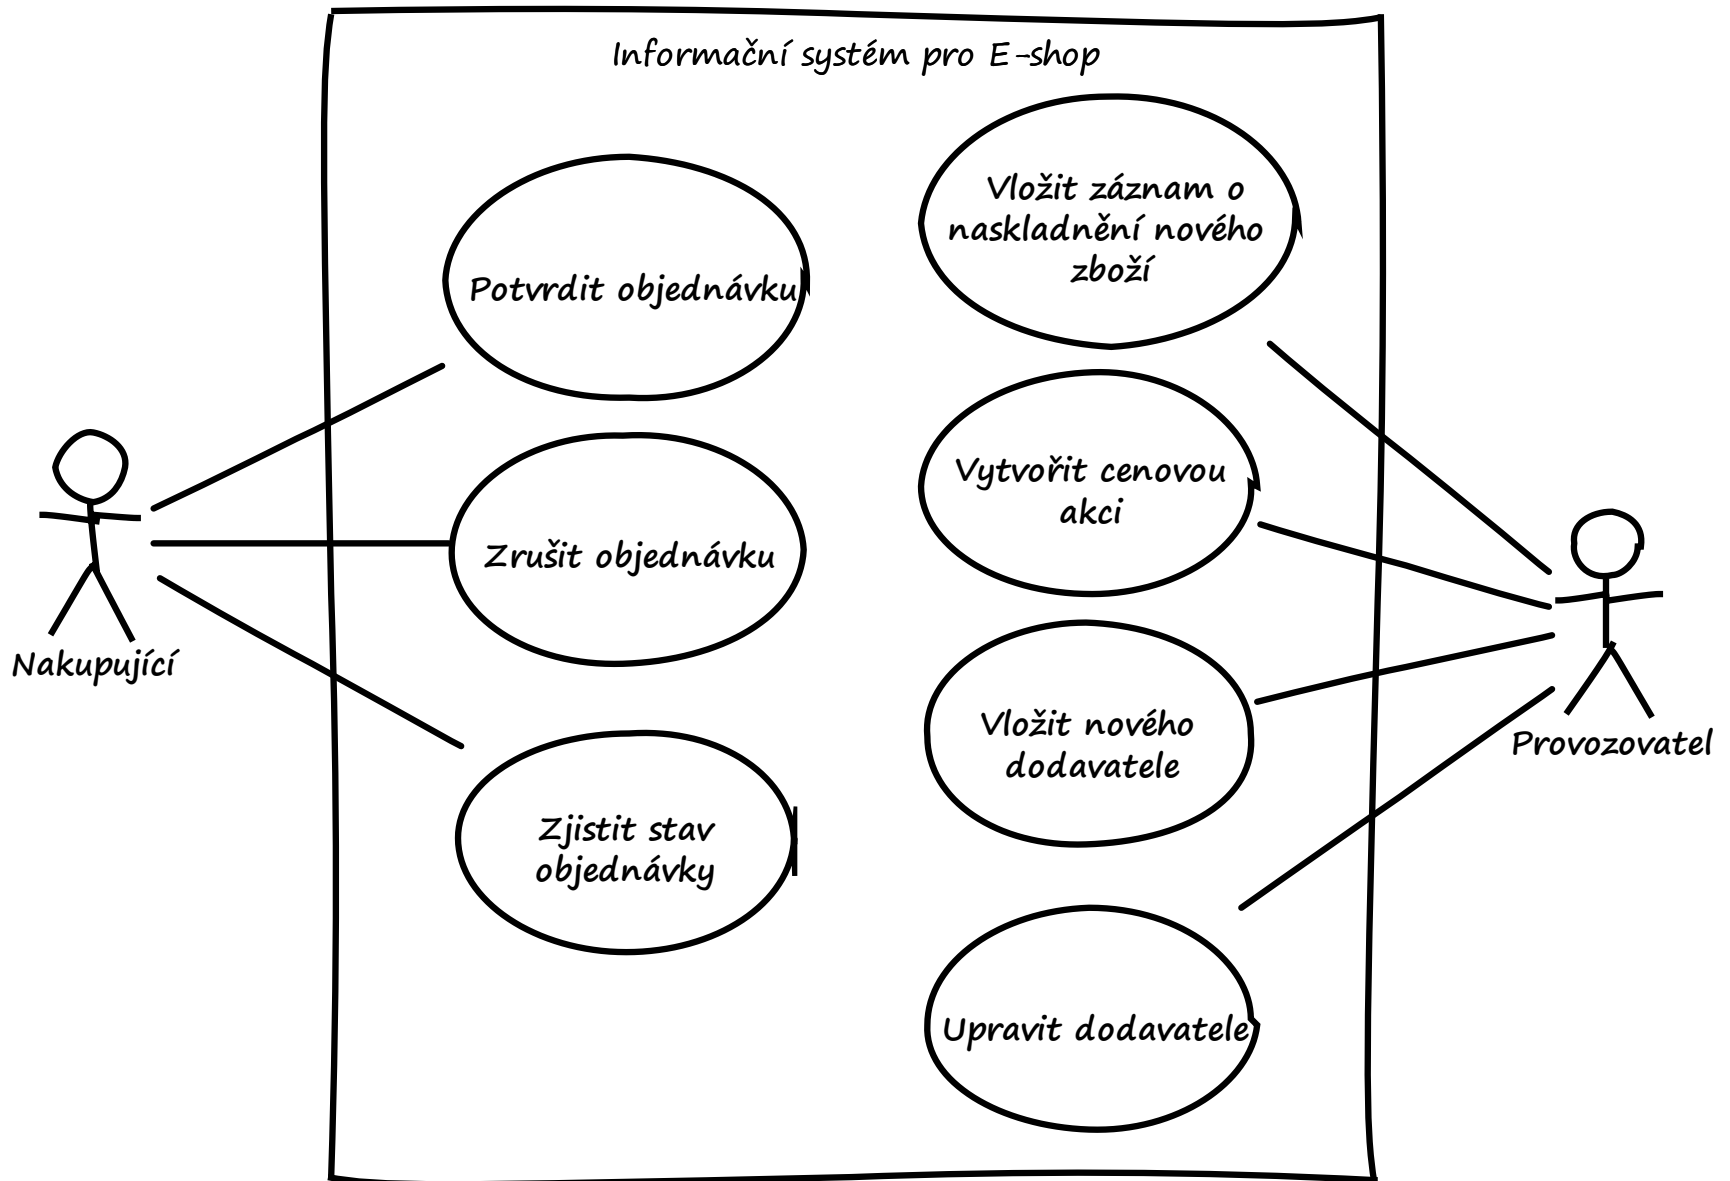 Informační systém pro E-shop
Potvrdit objednávku
Zrušit objednávku
Zjistit stav
objednávky
Vložit záznam o
naskladnění nového
zboží
Vytvořit cenovou
akci
Vložit nového
dodavatele
Upravit dodavatele
Nakupující
Provozovatel